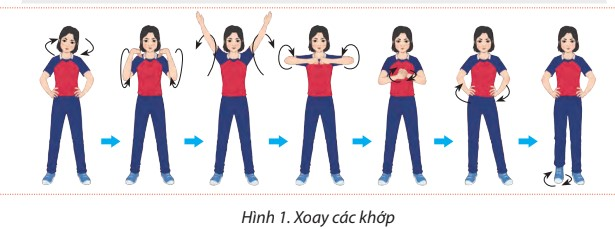 Hình 1. Xoay các khớp